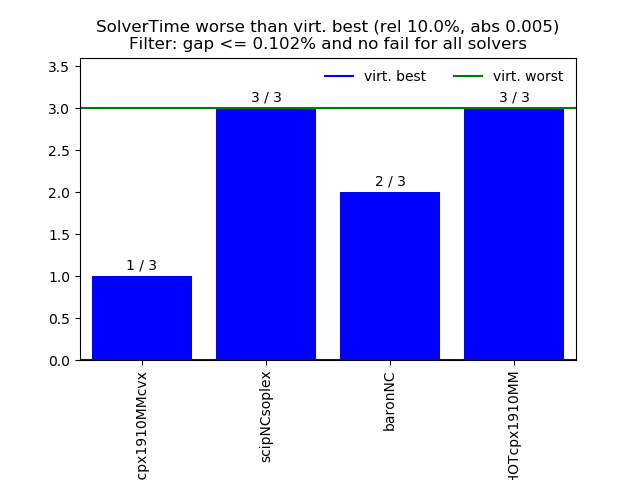 SolverTime worse than virt. best (rel 10.0%, abs 0.005)
Filter: gap <= 0.102% and no fail for all solvers
virt. best
virt. worst
3.5
3.0
2.5
2.0
1.5
1.0
0.5
0.0
1 / 3
3 / 3
2 / 3
3 / 3
cpx1910MMcvx
scipNCsoplex
baronNC
HOTcpx1910MM